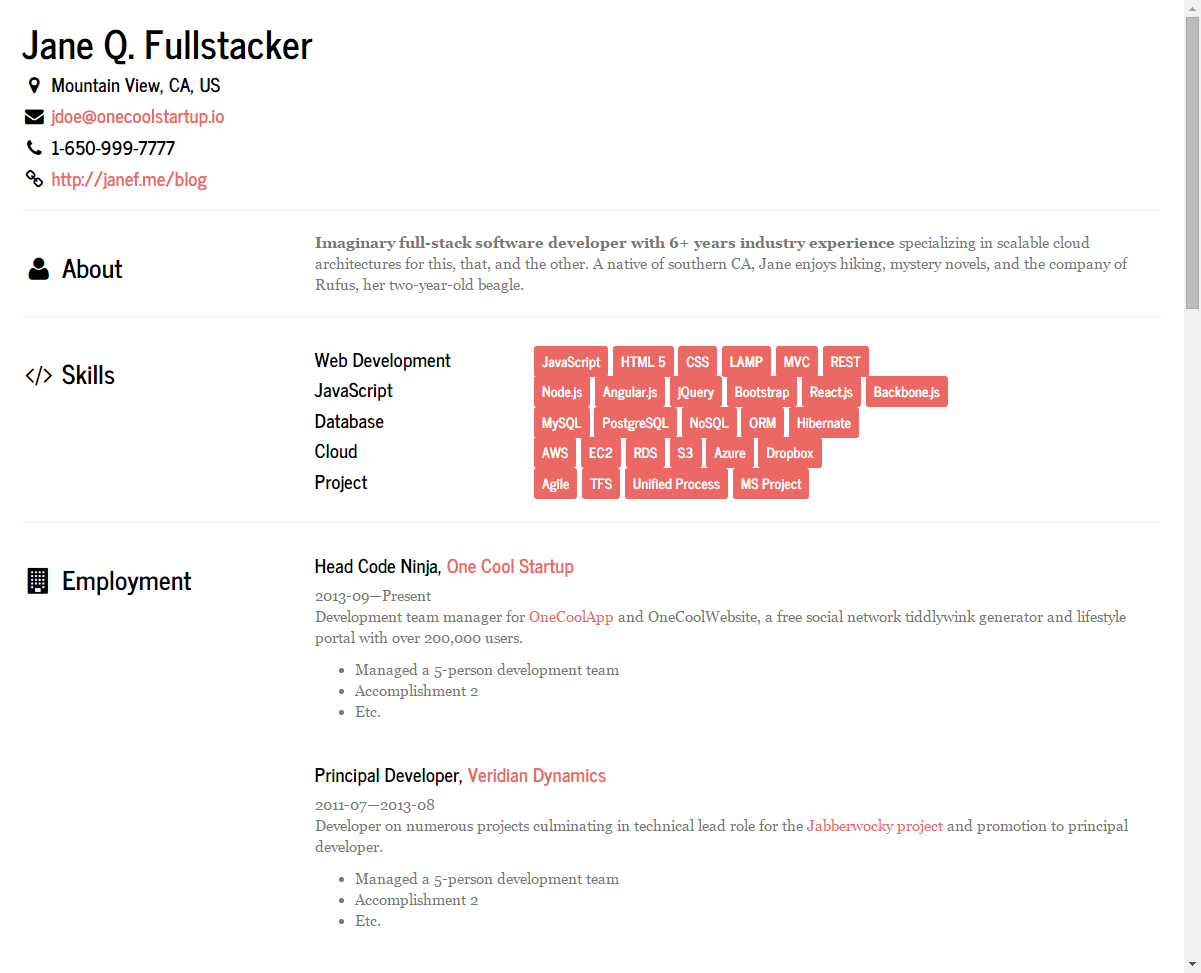 Jane Q. Fullstacker
Mountain View, CA, US
jdoe@onecoolstartup.io
1-650-999-7777
http://janef.me/blog
About
Imaginary full-stack software developer with 6+ years industry experience specializing in scalable cloud
architectures for this, that, and the other. A native of southern CA, Jane enjoys hiking, mystery novels, and the company of
Rufus, her two-year-old beagle.
Skills
Web Development JavaScript HTML 5 CSS LAMP MVC REST
JavaScript Node.js Angular.js jQuery Bootstrap React.js Backbone.js
Database MySQL PostgreSQL NoSQL ORM Hibernate
Cloud AWS EC2 RDS S3 Azure Dropbox
Project Agile TFS Unified Process MS Project
Employment
Head Code Ninja, One Cool Startup
2013-09—Present
Development team manager for OneCoolApp and OneCoolWebsite, a free social network tiddlywink generator and lifestyle
portal with over 200,000 users.
• Managed a 5-person development team
• Accomplishment 2
• Etc.
Principal Developer, Veridian Dynamics
2011-07—2013-08
Developer on numerous projects culminating in technical lead role for the Jabberwocky project and promotion to principal
developer.
• Managed a 5-person development team
• Accomplishment 2
• Etc.